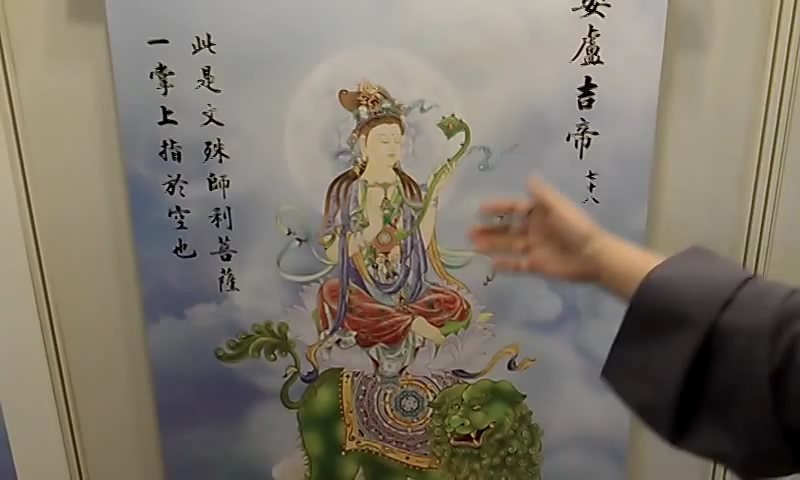 安盧吉帝 七十八
此是文殊師利菩薩
一掌上指於空也